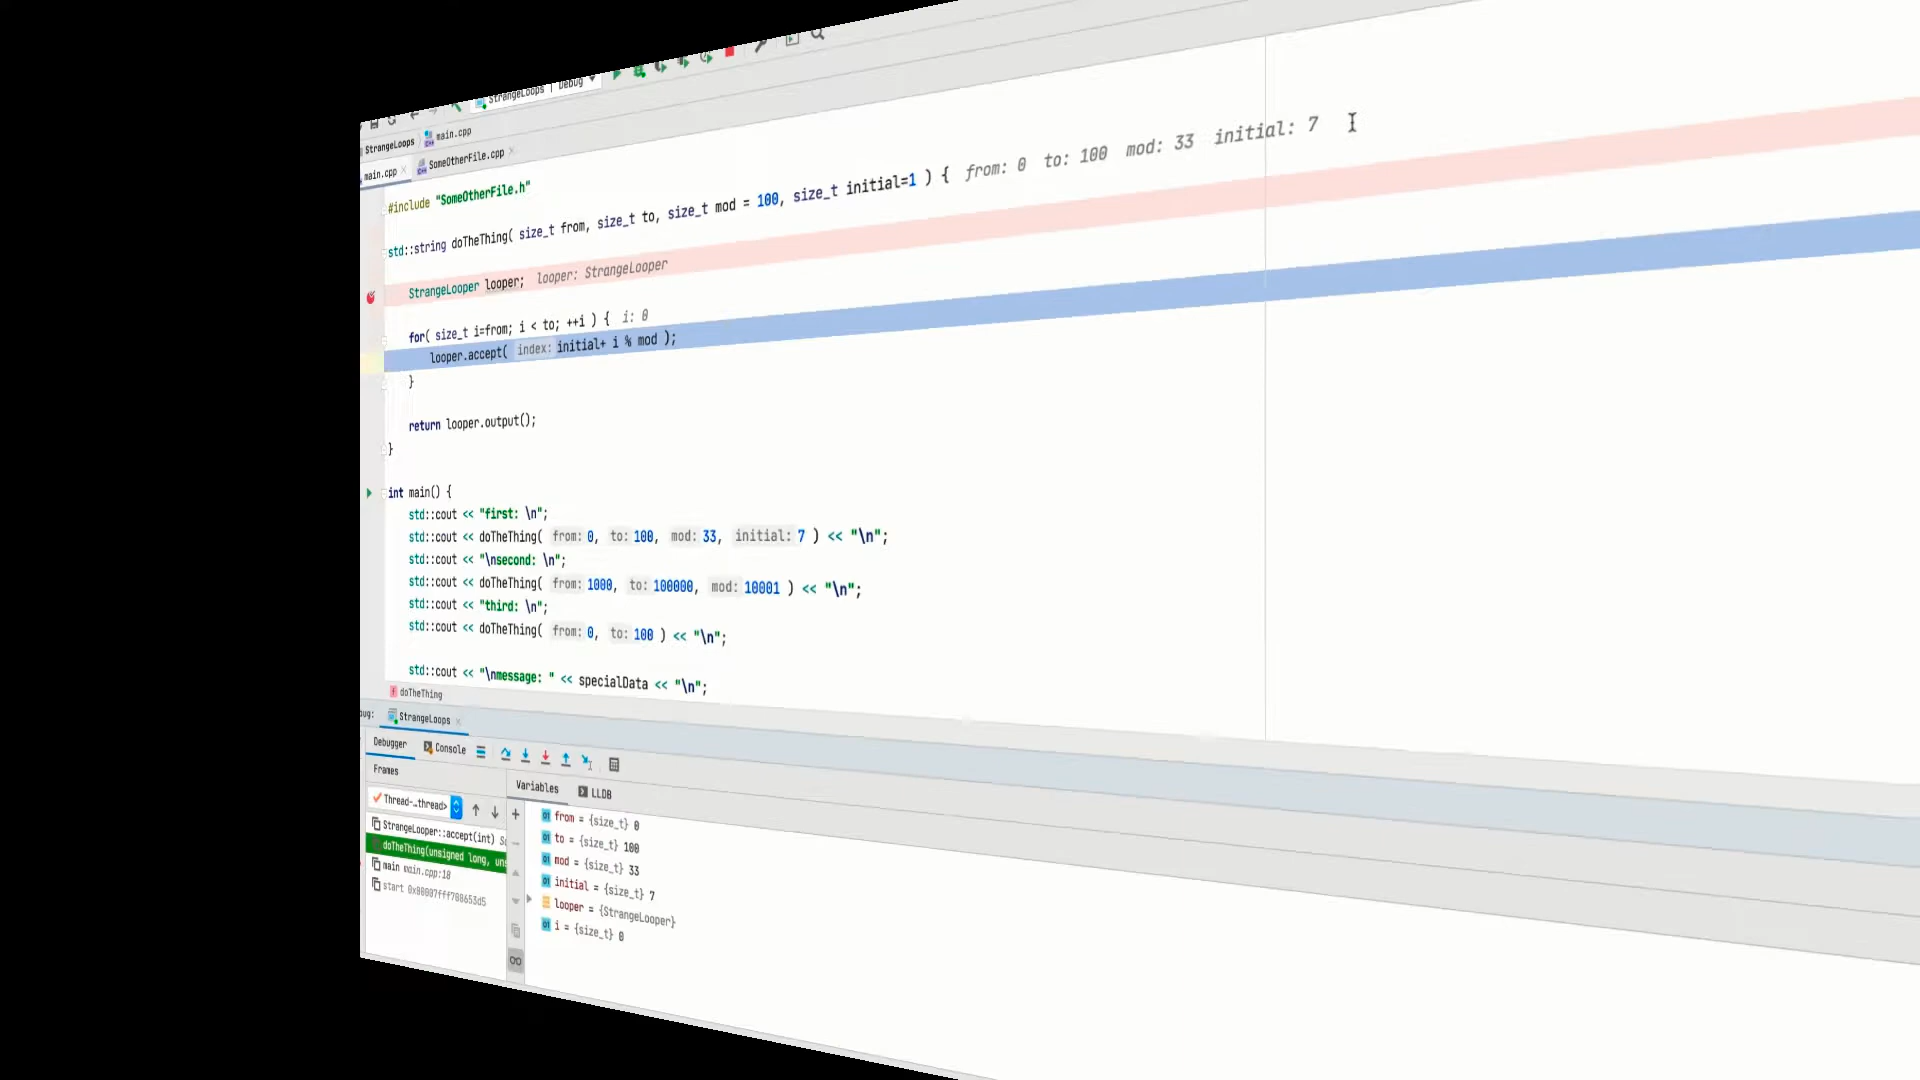 StrangeLoops | Debug
StrangeLoops main.cpp
main.cpp SomeOtherFile.cpp
#include "SomeOtherFile.h"
std::string doTheThing( size_t from, size_t to, size_t mod = 100, size_t initial=1 ) { from: 0 to: 100 mod: 33 initial: 7
StrangeLooper looper; looper: StrangeLooper
for( size_t i=from; i < to; ++i ) { i: 0
looper.accept( index: initial+ i % mod );
}
return looper.output();
}
int main() {
std::cout << "first: \n";
std::cout << doTheThing( from: 0, to: 100, mod: 33, initial: 7 ) << "\n";
std::cout << "\nsecond: \n";
std::cout << doTheThing( from: 1000, to: 100000, mod: 10001 ) << "\n";
std::cout << "third: \n";
std::cout << doTheThing( from: 0, to: 100 ) << "\n";
std::cout << "\nmessage: " << specialData << "\n";
f doTheThing
StrangeLoops
Debugger Console
Frames
Variables LLDB
Thread-…thread>
StrangeLooper::accept(int)
doTheThing(unsigned long,
main main.cpp:18
start
from = {size_t} 0
to = {size_t} 100
mod = {size_t} 33
initial = {size_t} 7
looper = {StrangeLooper}
i = {size_t} 0